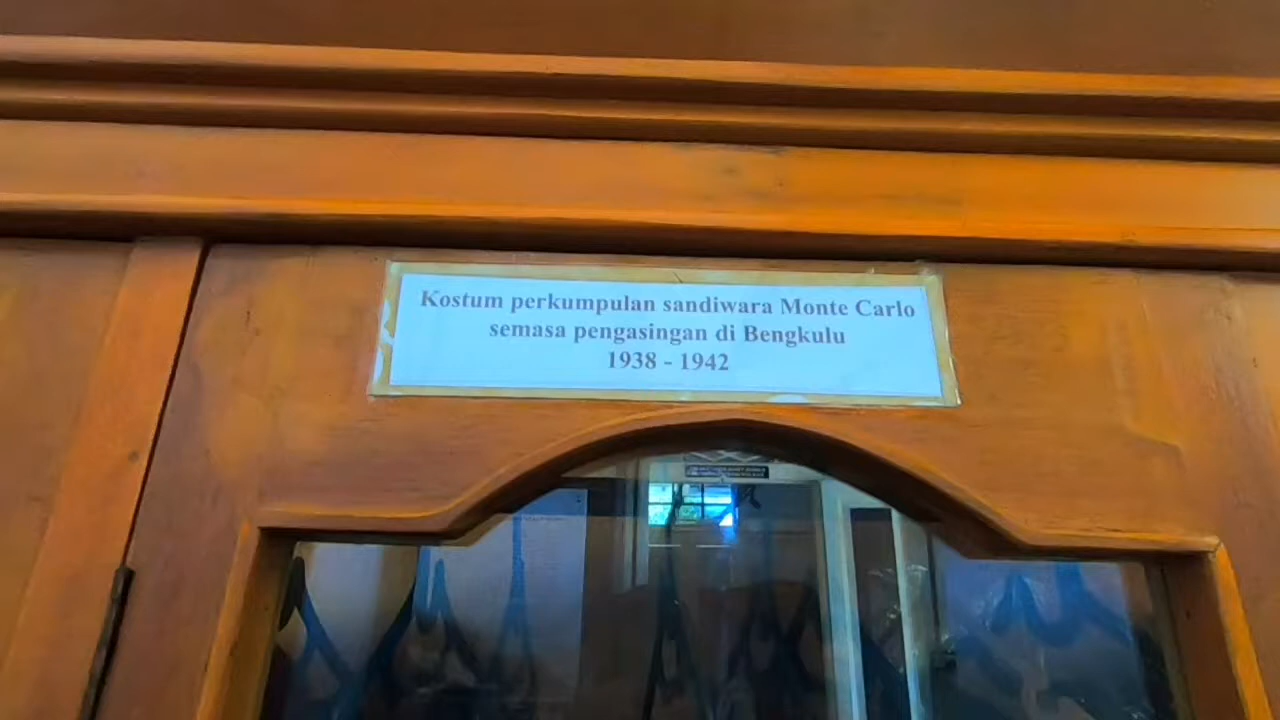 Kostum perkumpulan sandiwara Monte Carlo
semasa pengasingan di Bengkulu
1938 - 1942